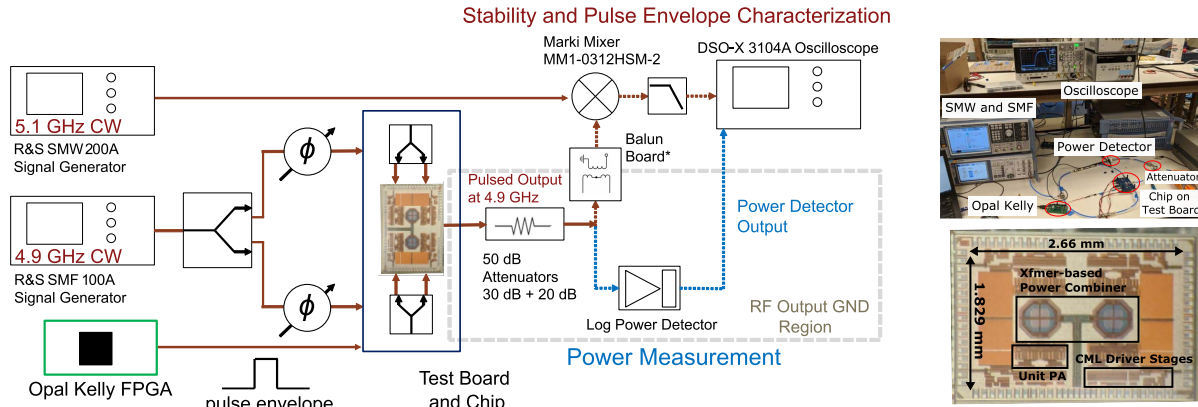 Stability and Pulse Envelope Characterization
Marki Mixer
MM1-0312HSM-2
DSO-X 3104A Oscilloscope
5.1 GHz CW
R&S SMW 200A
Signal Generator
ϕ
Balun
Board*
Pulsed Output
at 4.9 GHz
4.9 GHz CW
R&S SMF 100A
Signal Generator
50 dB
Attenuators
30 dB + 20 dB
Power Detector
Output
ϕ
Log Power Detector
RF Output GND
Region
Power Measurement
Opal Kelly FPGA
pulse envelope
Test Board
and Chip
Oscilloscope
SMW and SMF
Power Detector
Attenuator
Opal Kelly
Chip on
Test Board
2.66 mm
Xfmer-based
Power Combiner
1.829 mm
CML Driver Stages
Unit PA